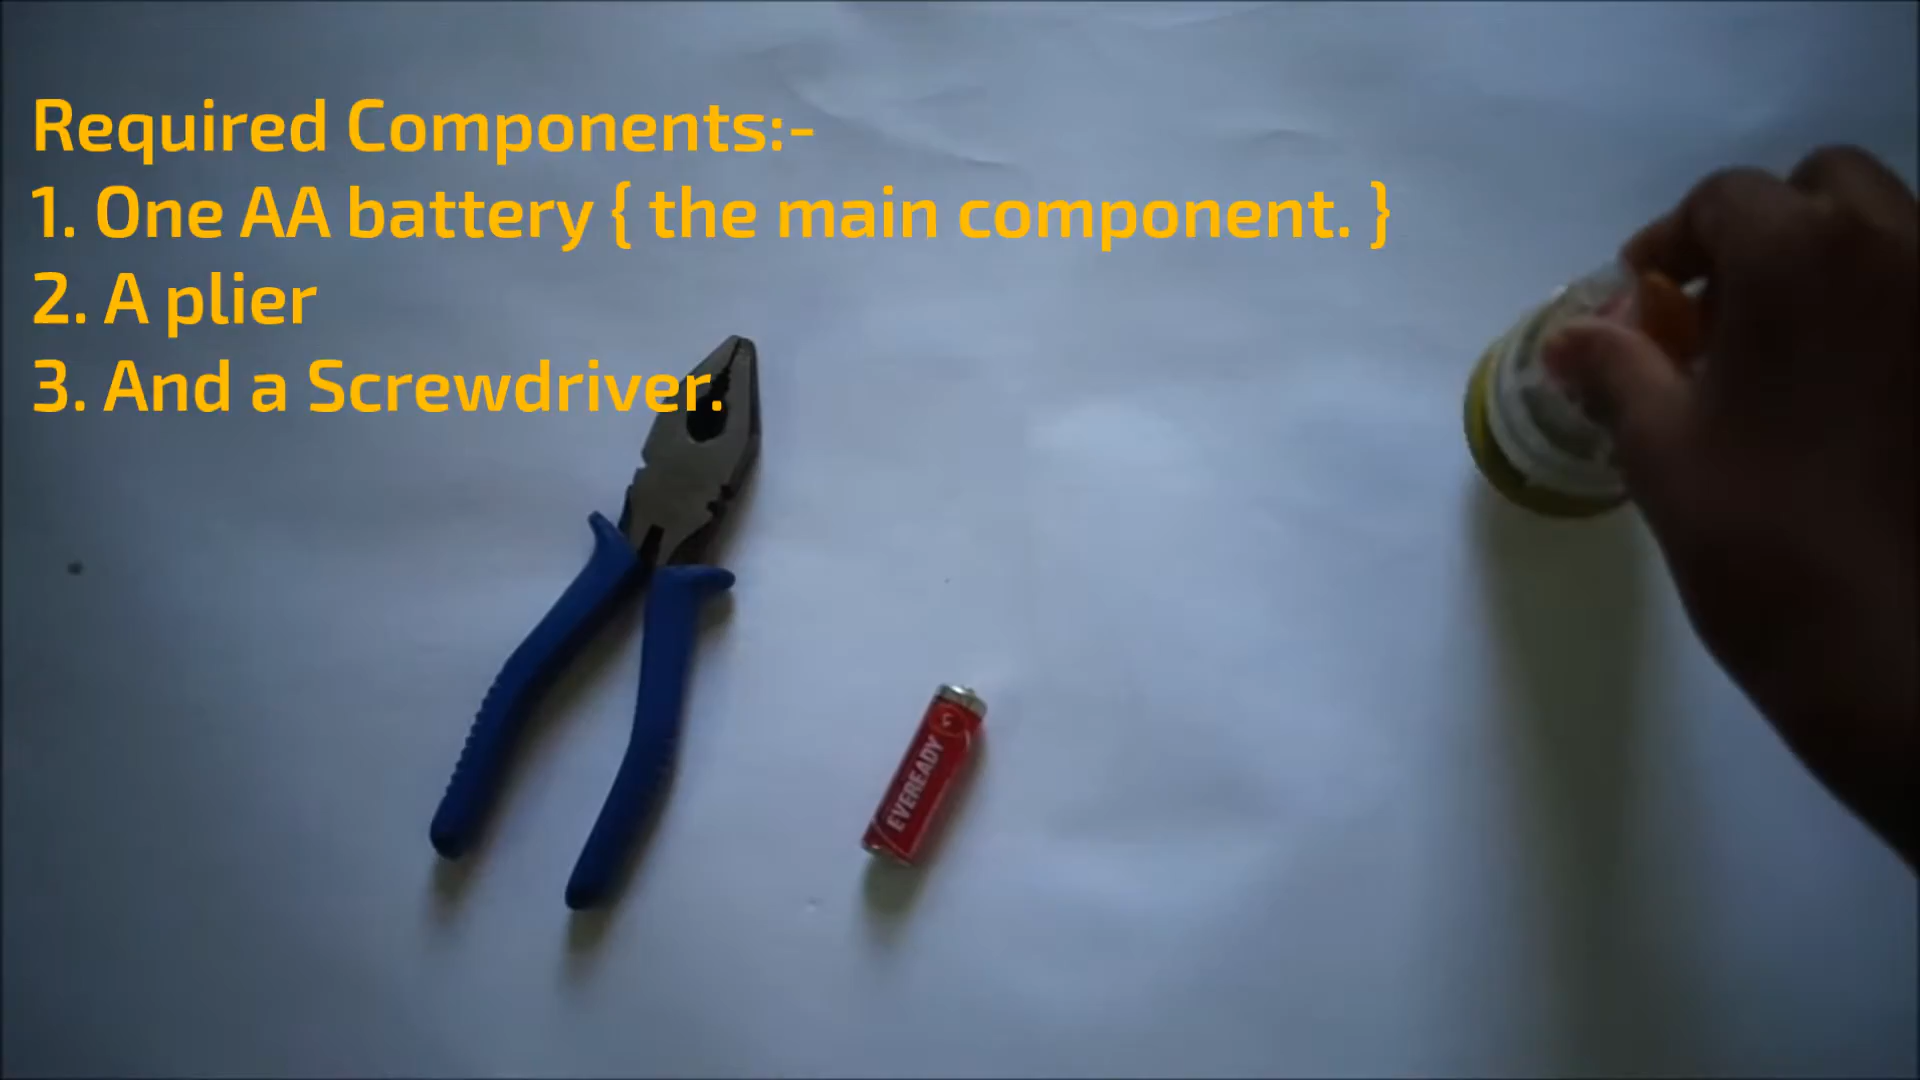 Required Components:-
1. One AA battery { the main component. }
2. A plier
3. And a Screwdriver.
EVEREADY